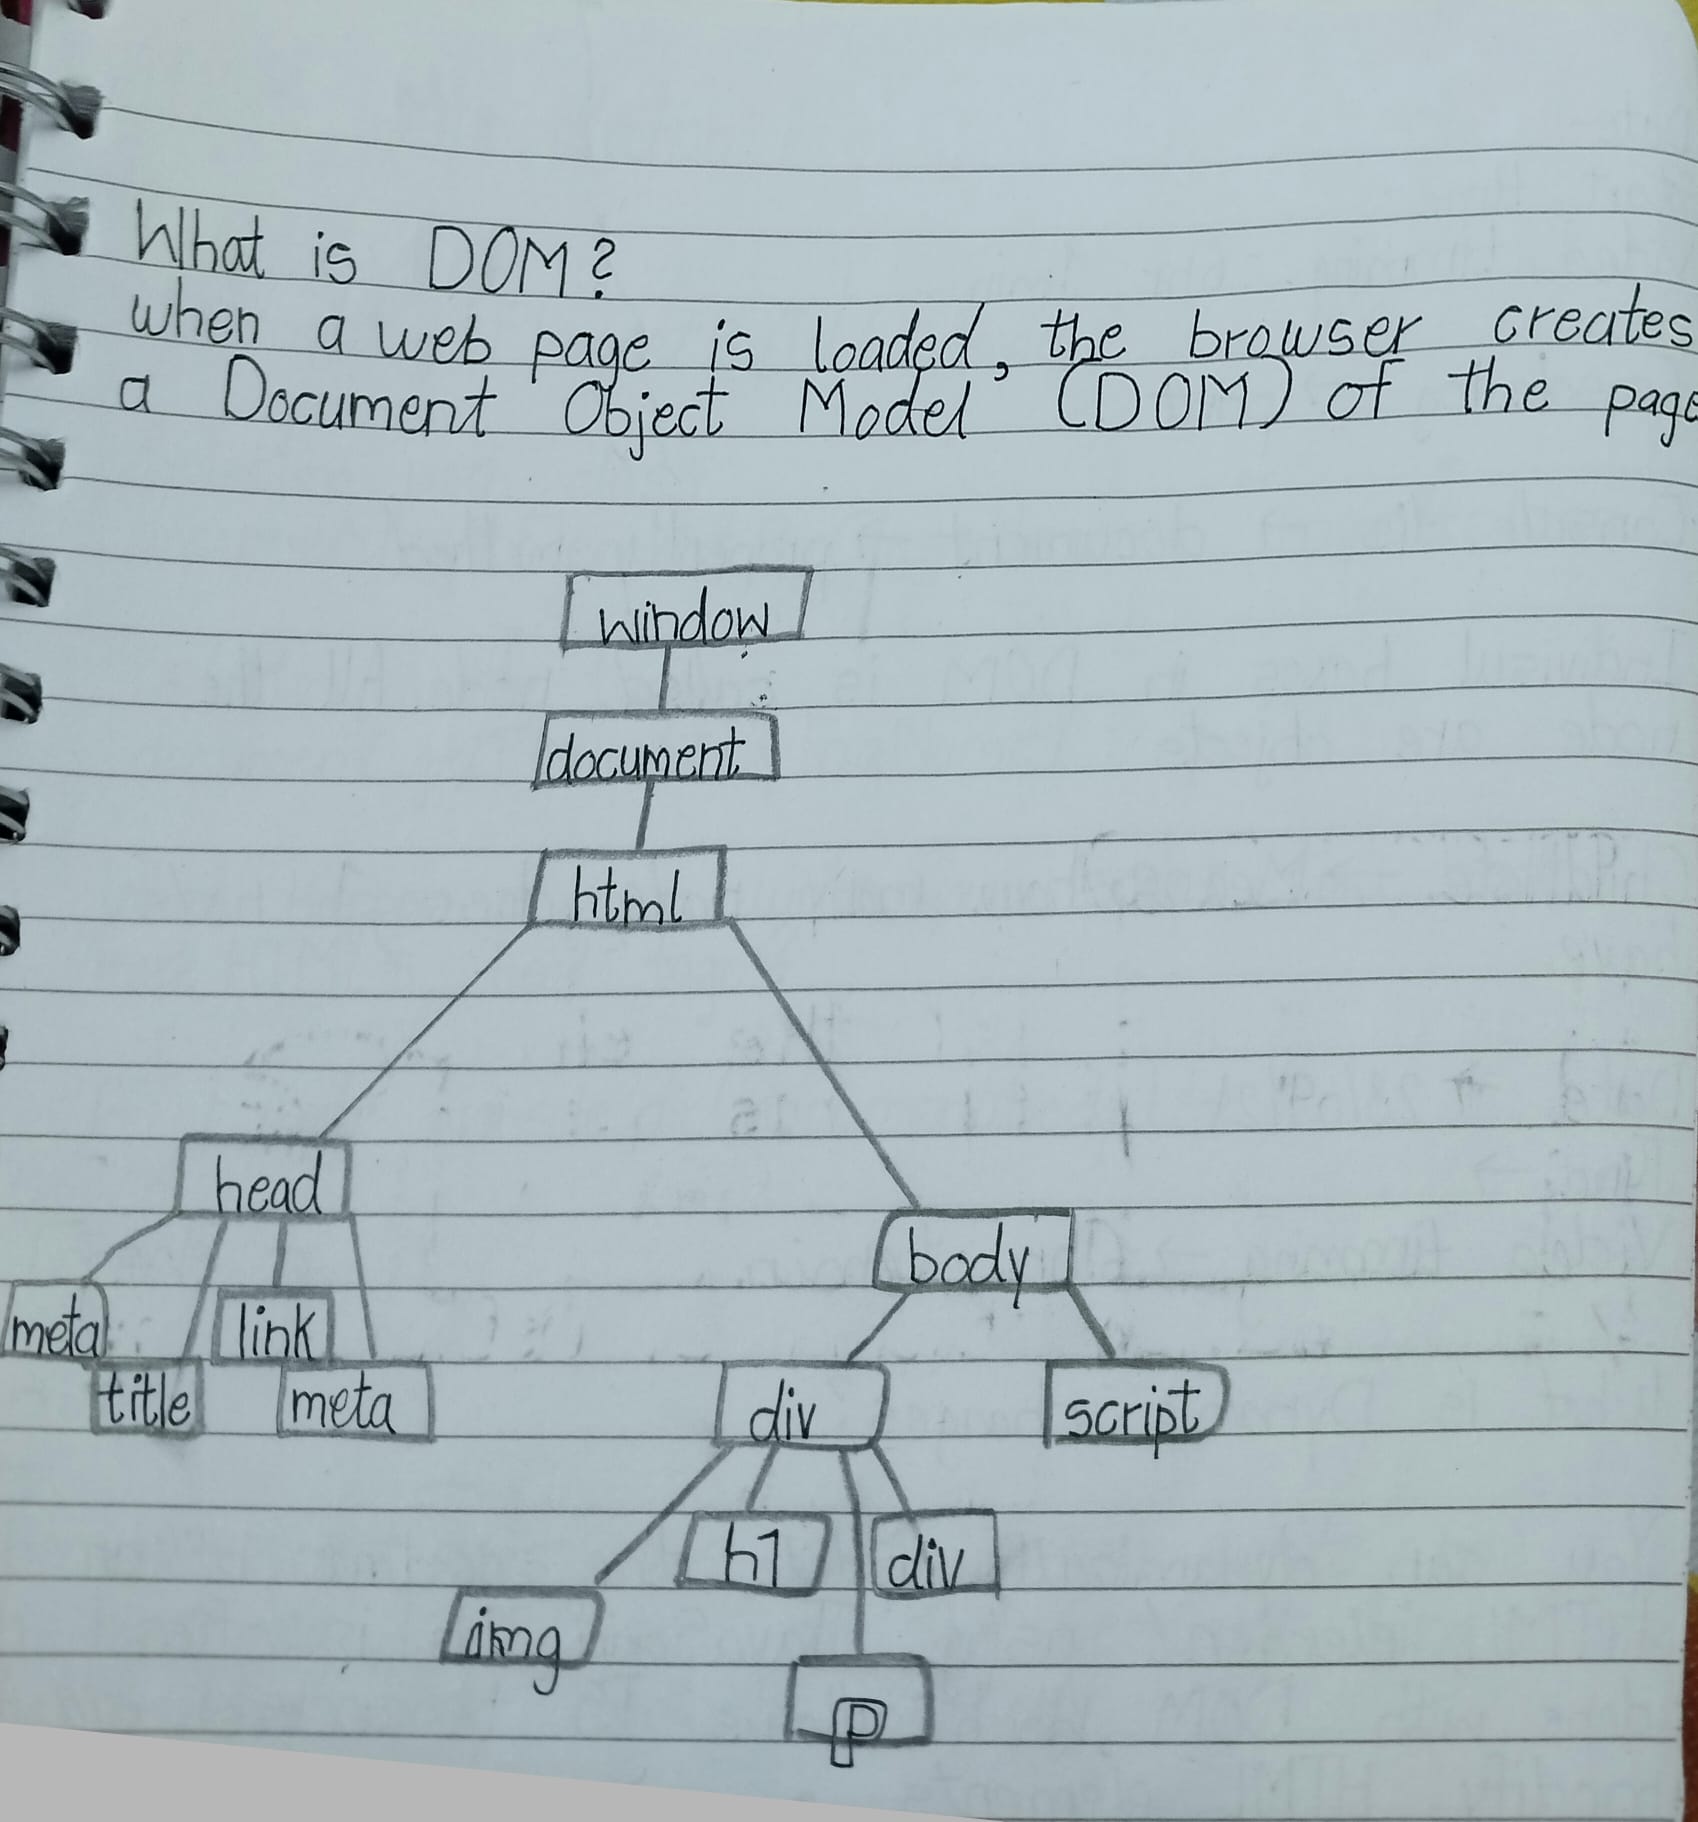 What is DOM?
when a web page is loaded, the browser creates
a Document Object Model (DOM) of the page
window
document
html
head
body
meta
link
title
meta
div
script
h1
div
img
p